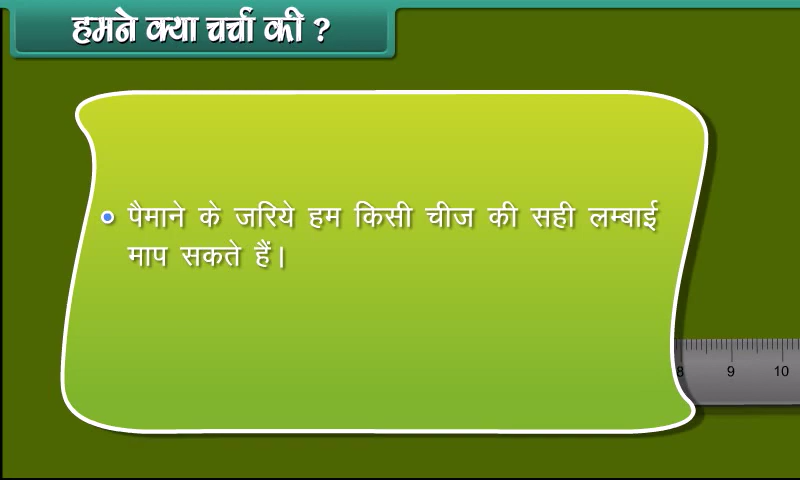 हमने क्या चर्चा की ?
पैमाने के जरिये हम किसी चीज की सही लम्बाई
माप सकते हैं।
8 9 10